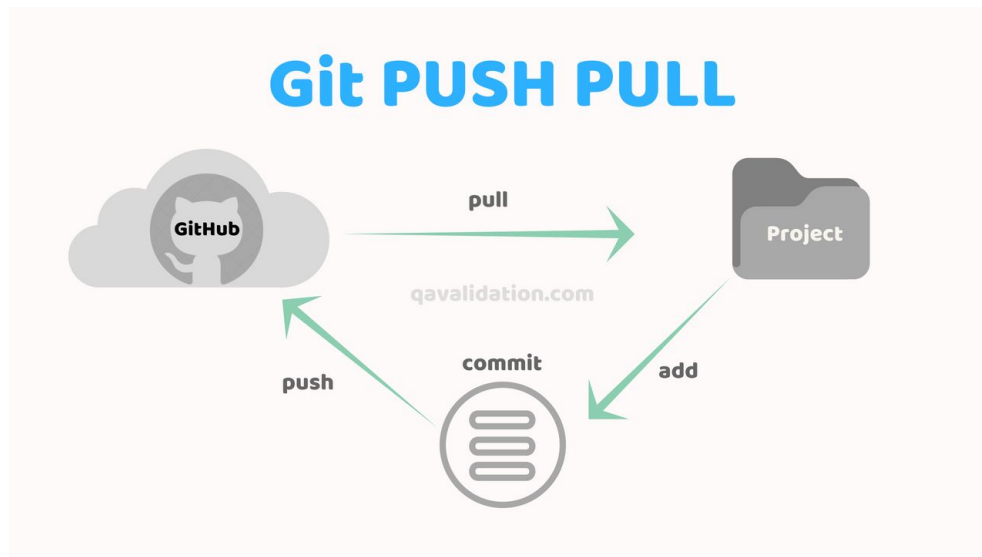 Git PUSH PULL
pull
GitHub
Project
qavalidation.com
commit
add
push